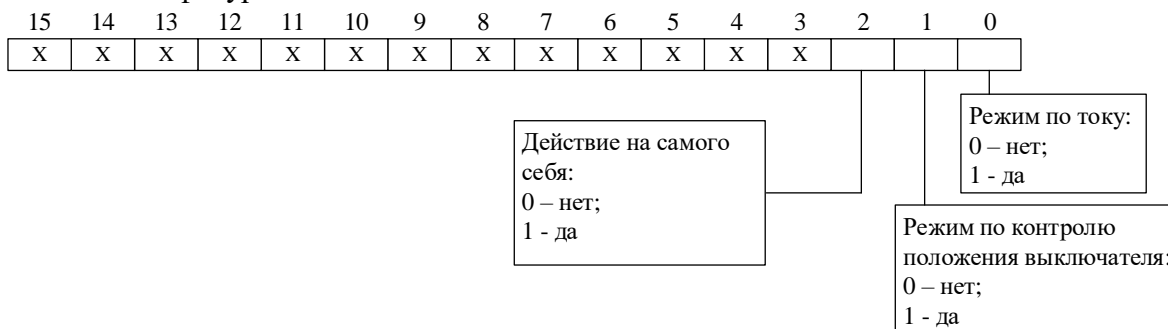 15 14 13 12 11 10 9 8 7 6 5 4 3 2 1 0
X X X X X X X X X X X X X
Режим по току:
0 – нет;
1 - да
Действие на самого
себя:
0 – нет;
1 - да
Режим по контролю
положения выключателя:
0 – нет;
1 - да